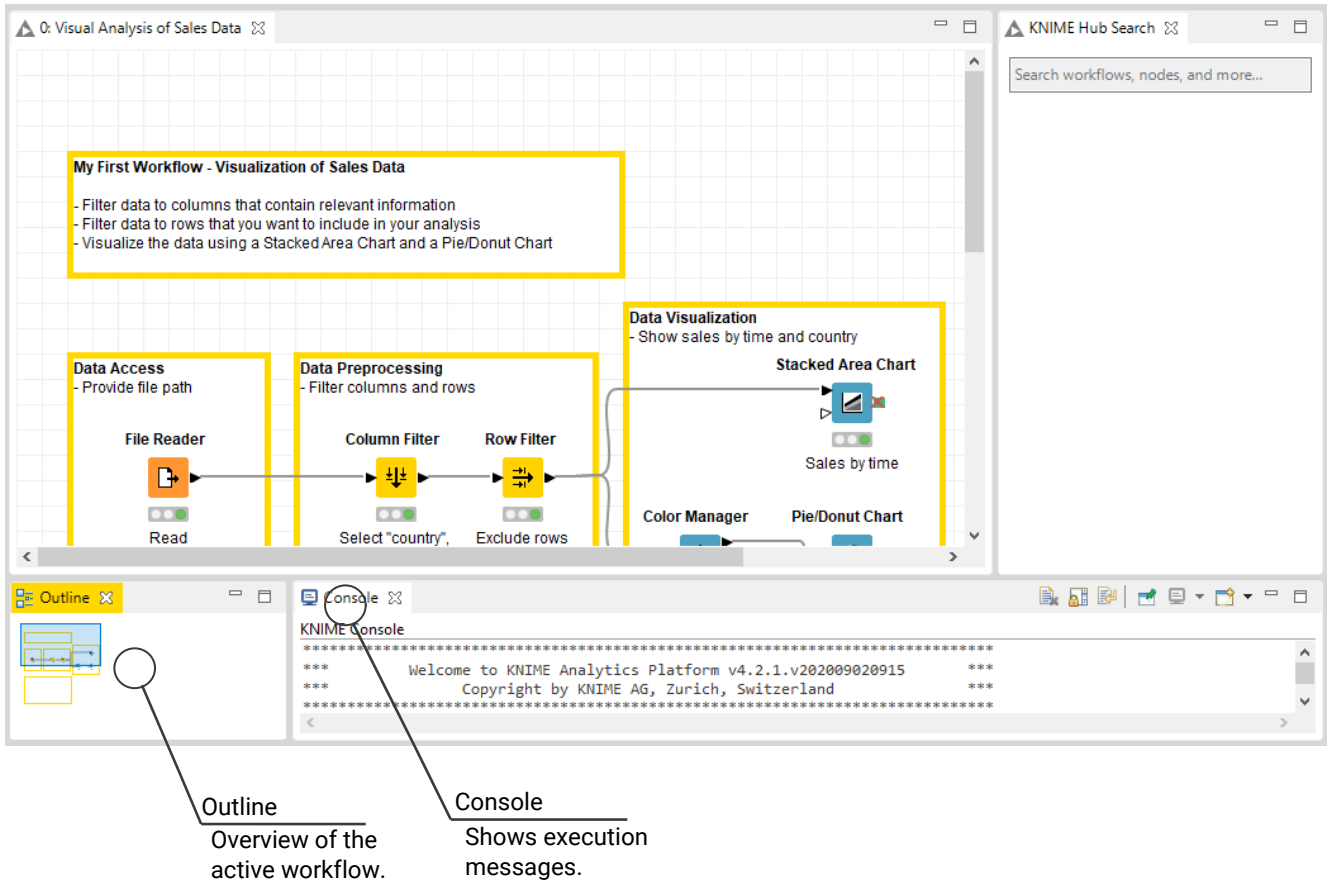 0: Visual Analysis of Sales Data
KNIME Hub Search
Search workflows, nodes, and more...
My First Workflow - Visualization of Sales Data
- Filter data to columns that contain relevant information
- Filter data to rows that you want to include in your analysis
- Visualize the data using a Stacked Area Chart and a Pie/Donut Chart
Data Visualization
- Show sales by time and country
Stacked Area Chart
Sales by time
Data Access
- Provide file path
File Reader
Read
Data Preprocessing
- Filter columns and rows
Column Filter
Row Filter
Select "country",
Exclude rows
Color Manager
Pie/Donut Chart
Outline
Console
KNIME Console
********************************************************************************
*** Welcome to KNIME Analytics Platform v4.2.1.v202009020915 ***
*** Copyright by KNIME AG, Zurich, Switzerland ***
********************************************************************************
Outline
Overview of the
active workflow.
Console
Shows execution
messages.